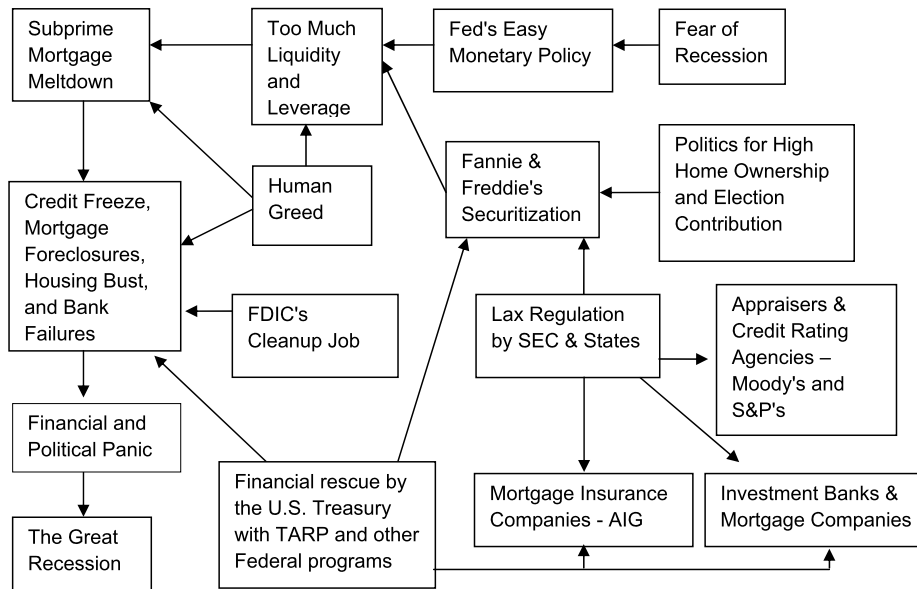 Subprime
Mortgage
Meltdown
Too Much
Liquidity
and
Leverage
Fed's Easy
Monetary Policy
Fear of
Recession
Credit Freeze,
Mortgage
Foreclosures,
Housing Bust,
and Bank
Failures
Human
Greed
Fannie &
Freddie's
Securitization
Politics for High
Home Ownership
and Election
Contribution
FDIC's
Cleanup Job
Lax Regulation
by SEC & States
Appraisers &
Credit Rating
Agencies –
Moody's and
S&P's
Financial and
Political Panic
The Great
Recession
Financial rescue by
the U.S. Treasury
with TARP and other
Federal programs
Mortgage Insurance
Companies - AIG
Investment Banks &
Mortgage Companies